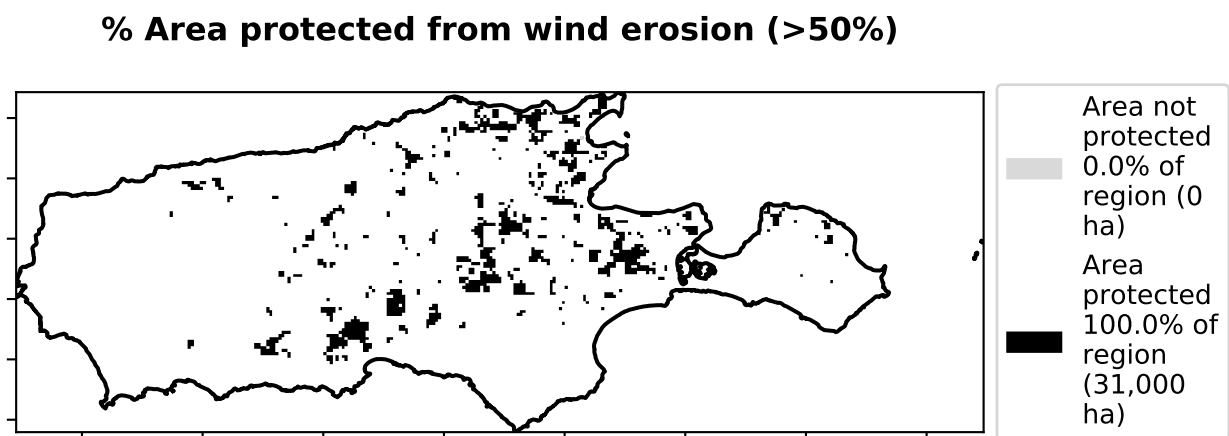 % Area protected from wind erosion (>50%)
Area not
protected
0.0% of
region (0
ha)
Area
protected
100.0% of
region
(31,000
ha)